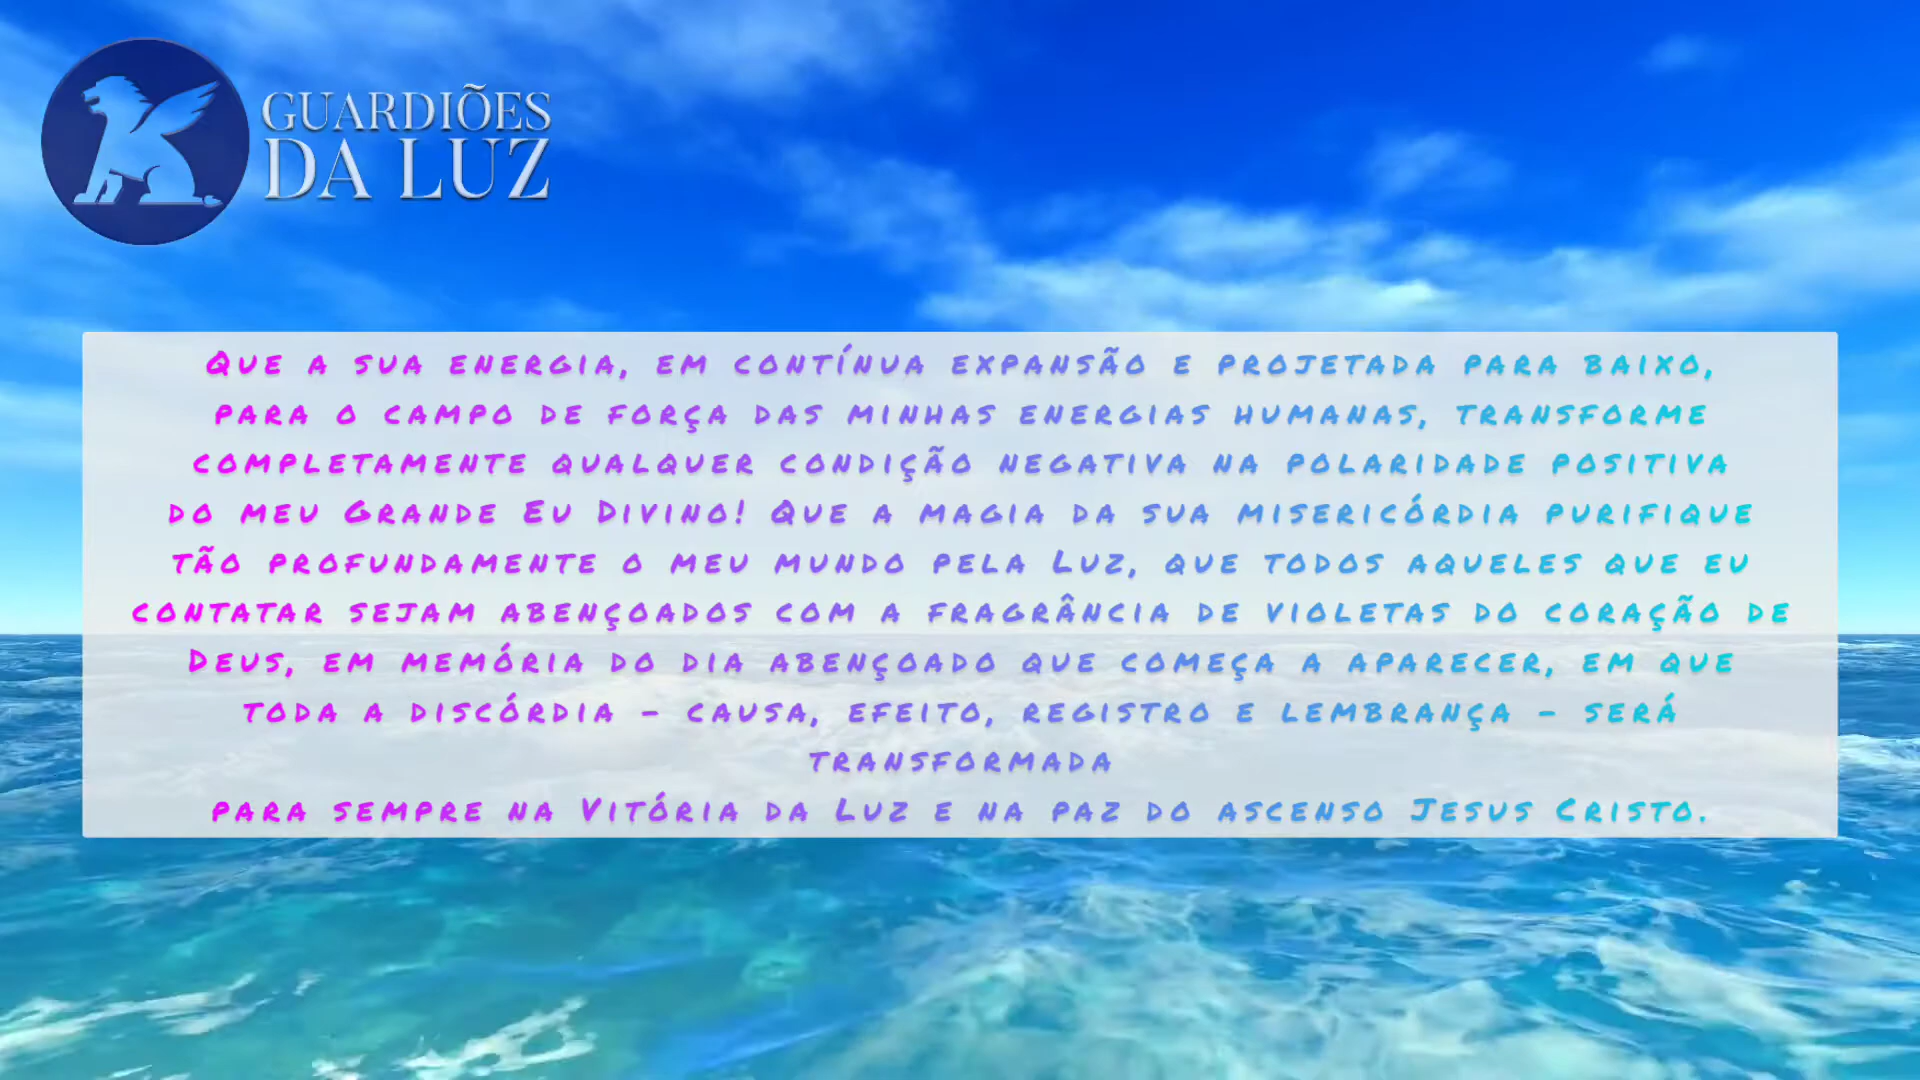 GUARDIÕES
DA LUZ
Que a sua energia, em contínua expansão e projetada para baixo,
para o campo de força das minhas energias humanas, transforme
completamente qualquer condição negativa na polaridade positiva
do meu Grande Eu Divino! Que a magia da sua misericórdia purifique
tão profundamente o meu mundo pela Luz, que todos aqueles que eu
contatar sejam abençoados com a fragrância de violetas do coração de
Deus, em memória do dia abençoado que começa a aparecer, em que
toda a discórdia - causa, efeito, registro e lembrança - será
transformada
para sempre na Vitória da Luz e na paz do ascenso Jesus Cristo.